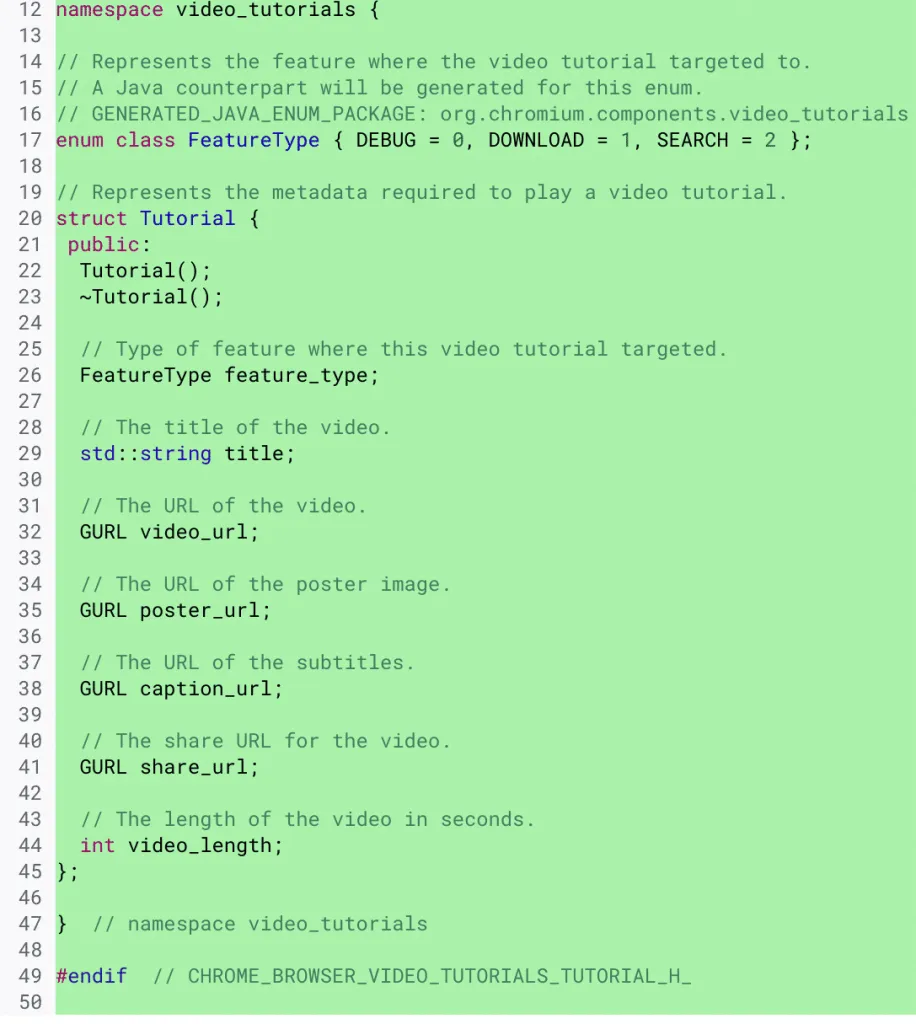 12 namespace video_tutorials {
13
14 // Represents the feature where the video tutorial targeted to.
15 // A Java counterpart will be generated for this enum.
16 // GENERATED_JAVA_ENUM_PACKAGE: org.chromium.components.video_tutorials
17 enum class FeatureType { DEBUG = 0, DOWNLOAD = 1, SEARCH = 2 };
18
19 // Represents the metadata required to play a video tutorial.
20 struct Tutorial {
21  public:
22   Tutorial();
23   ~Tutorial();
24
25   // Type of feature where this video tutorial targeted.
26   FeatureType feature_type;
27
28   // The title of the video.
29   std::string title;
30
31   // The URL of the video.
32   GURL video_url;
33
34   // The URL of the poster image.
35   GURL poster_url;
36
37   // The URL of the subtitles.
38   GURL caption_url;
39
40   // The share URL for the video.
41   GURL share_url;
42
43   // The length of the video in seconds.
44   int video_length;
45 };
46
47 }  // namespace video_tutorials
48
49 #endif  // CHROME_BROWSER_VIDEO_TUTORIALS_TUTORIAL_H_
50